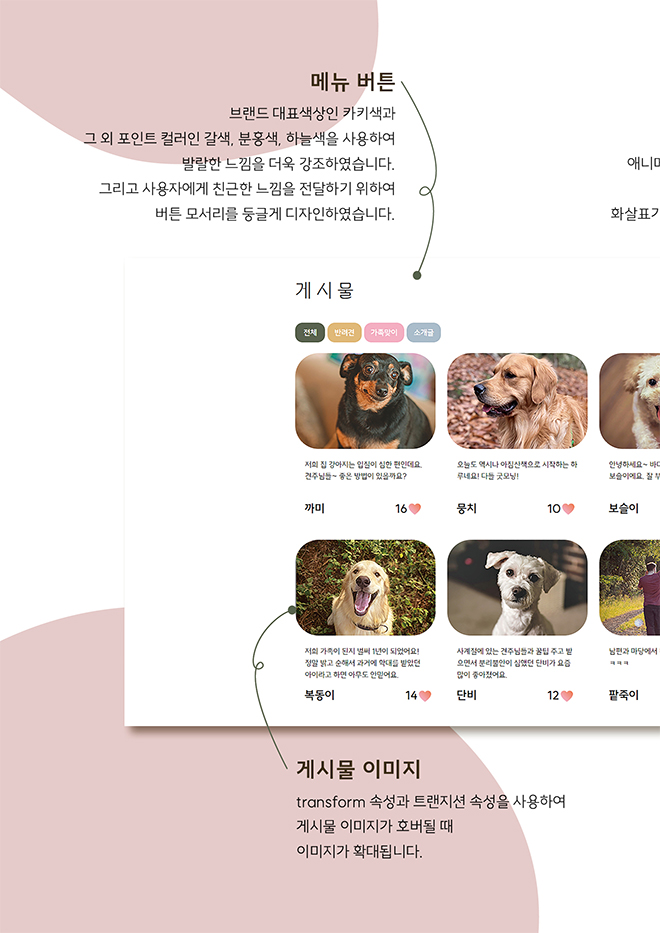 메뉴 버튼
브랜드 대표색상인 카키색과
그 외 포인트 컬러인 갈색, 분홍색, 하늘색을 사용하여
발랄한 느낌을 더욱 강조하였습니다.
그리고 사용자에게 친근한 느낌을 전달하기 위하여
버튼 모서리를 둥글게 디자인하였습니다.
애니메
화살표가
게시물
전체 반려견 가족맞이 소개글
저희 집 강아지는 입질이 심한 편인데요.
견주님들~ 좋은 방법이 있을까요?
까미 16
오늘도 역시나 아침산책으로 시작하는 하
루네요! 다들 굿모닝!
뭉치 10
안녕하세요~ 바다
보슬이에요. 잘 부
보슬이
저희 가족이 된지 벌써 1년이 되었어요!
정말 밝고 순해서 과거에 학대를 받았던
아이라고 하면 아무도 안믿어요.
복동이 14
사계절에 있는 견주님들과 꿀팁 주고 받
으면서 분리불안이 심했던 단비가 요즘
많이 좋아졌어요.
단비 12
남편과 마당에서
ㅋㅋㅋ
팥죽이
게시물 이미지
transform 속성과 트랜지션 속성을 사용하여
게시물 이미지가 호버될 때
이미지가 확대됩니다.